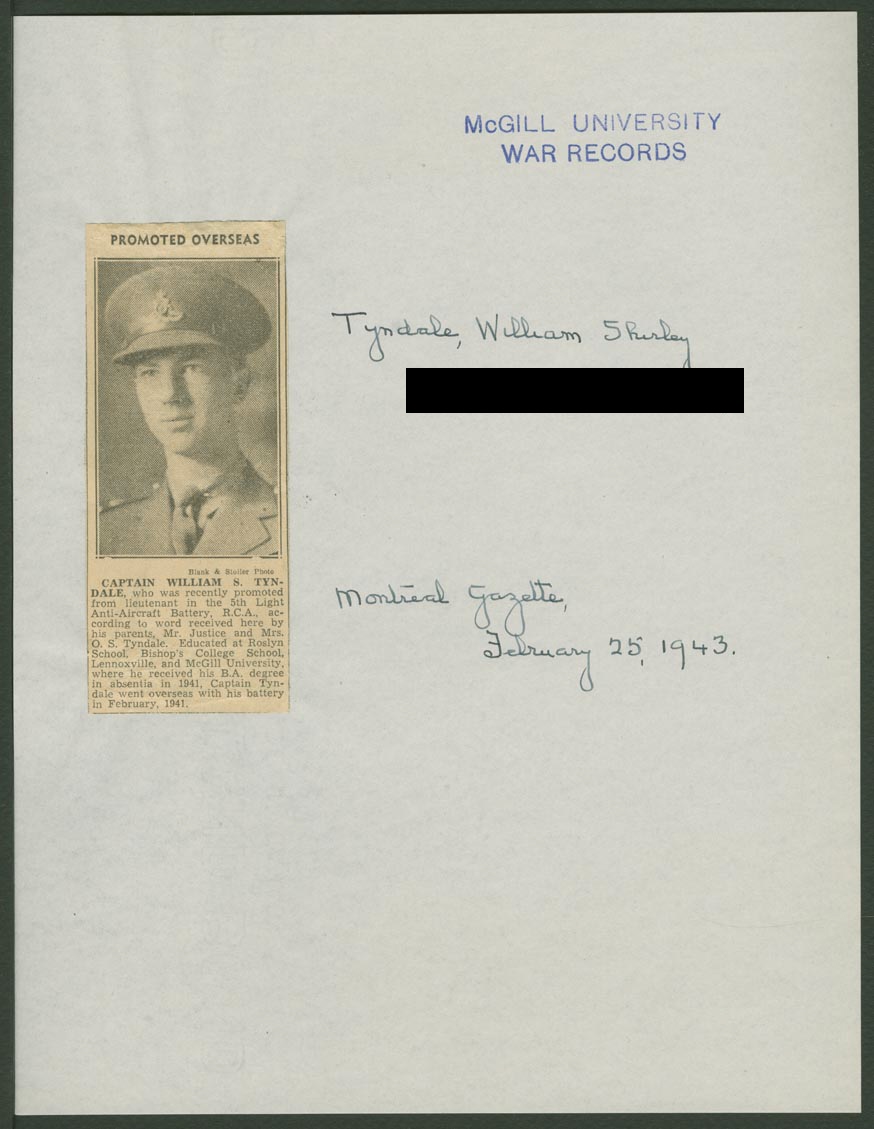 McGILL UNIVERSITY
WAR RECORDS
PROMOTED OVERSEAS
Tyndale, William Shirley
Blank & Stoller Photo
CAPTAIN WILLIAM S. TYN-
DALE, who was recently promoted
from lieutenant in the 5th Light
Anti-Aircraft Battery, R.C.A., ac-
cording to word received here by
his parents, Mr. Justice and Mrs.
O. S. Tyndale. Educated at Roslyn
School, Bishop's College School,
Lennoxville, and McGill University,
where he received his B.A. degree
in absentia in 1941, Captain Tyn-
dale went overseas with his battery
in February, 1941.
Montreal Gazette,
February 25, 1943.